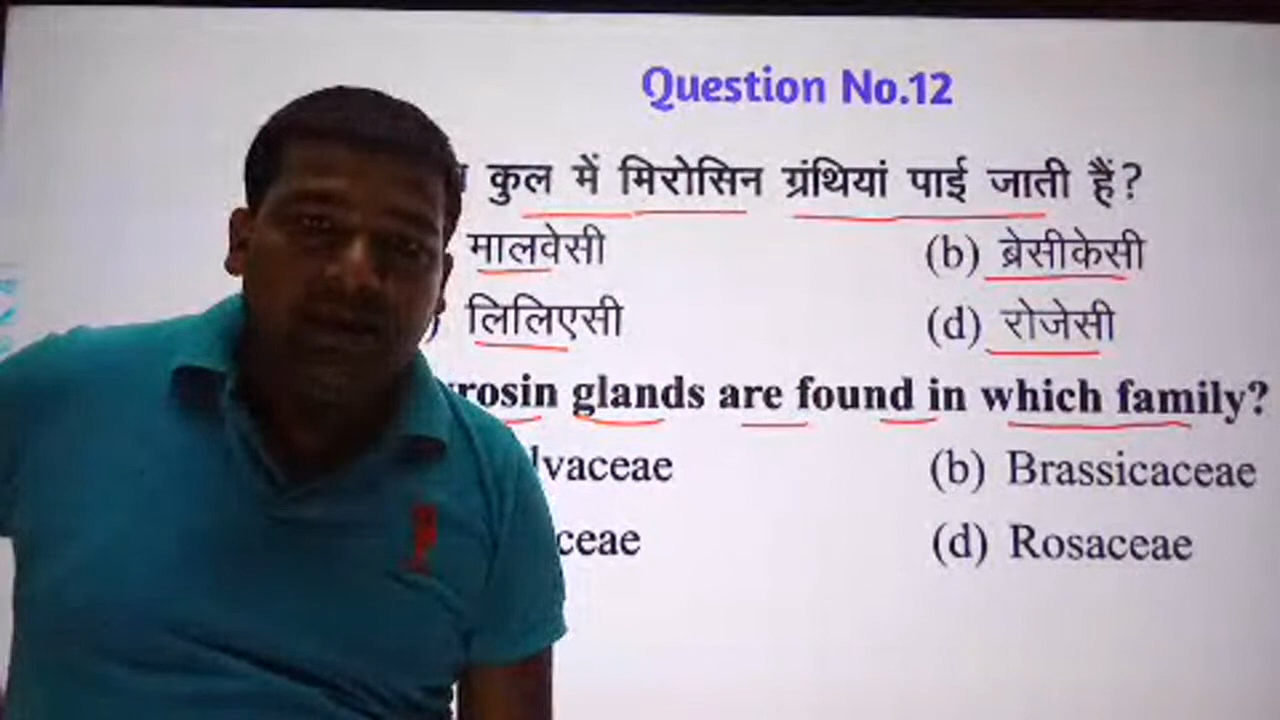 Question No.12
कुल में मिरोसिन ग्रंथियां पाई जाती हैं?
मालवेसी (b) ब्रेसीकेसी
) लिलिएसी (d) रोजेसी
rosin glands are found in which family?
lvaceae (b) Brassicaceae
ceae (d) Rosaceae